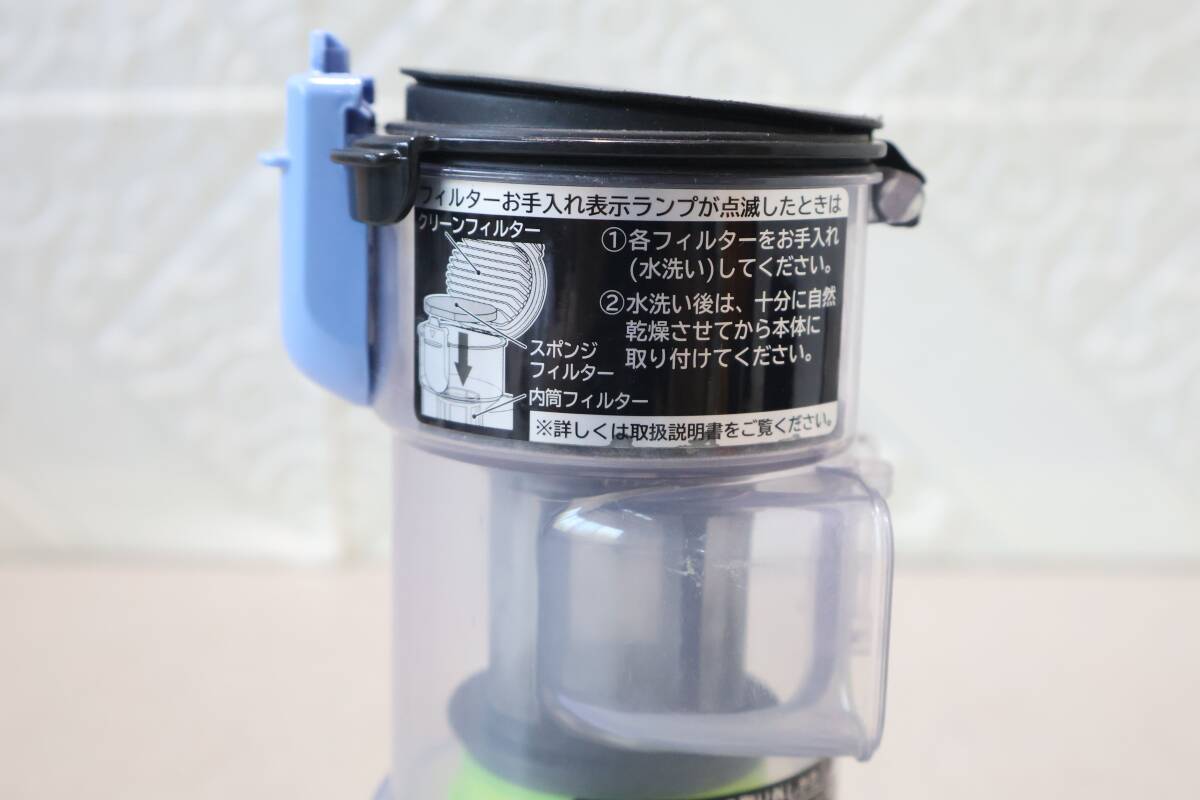 フィルターお手入れ表示ランプが点滅したときは
クリーンフィルター
スポンジ
フィルター
内筒フィルター
①各フィルターをお手入れ
(水洗い)してください。
②水洗い後は、十分に自然
乾燥させてから本体に
取り付けてください。
※詳しくは取扱説明書をご覧ください。